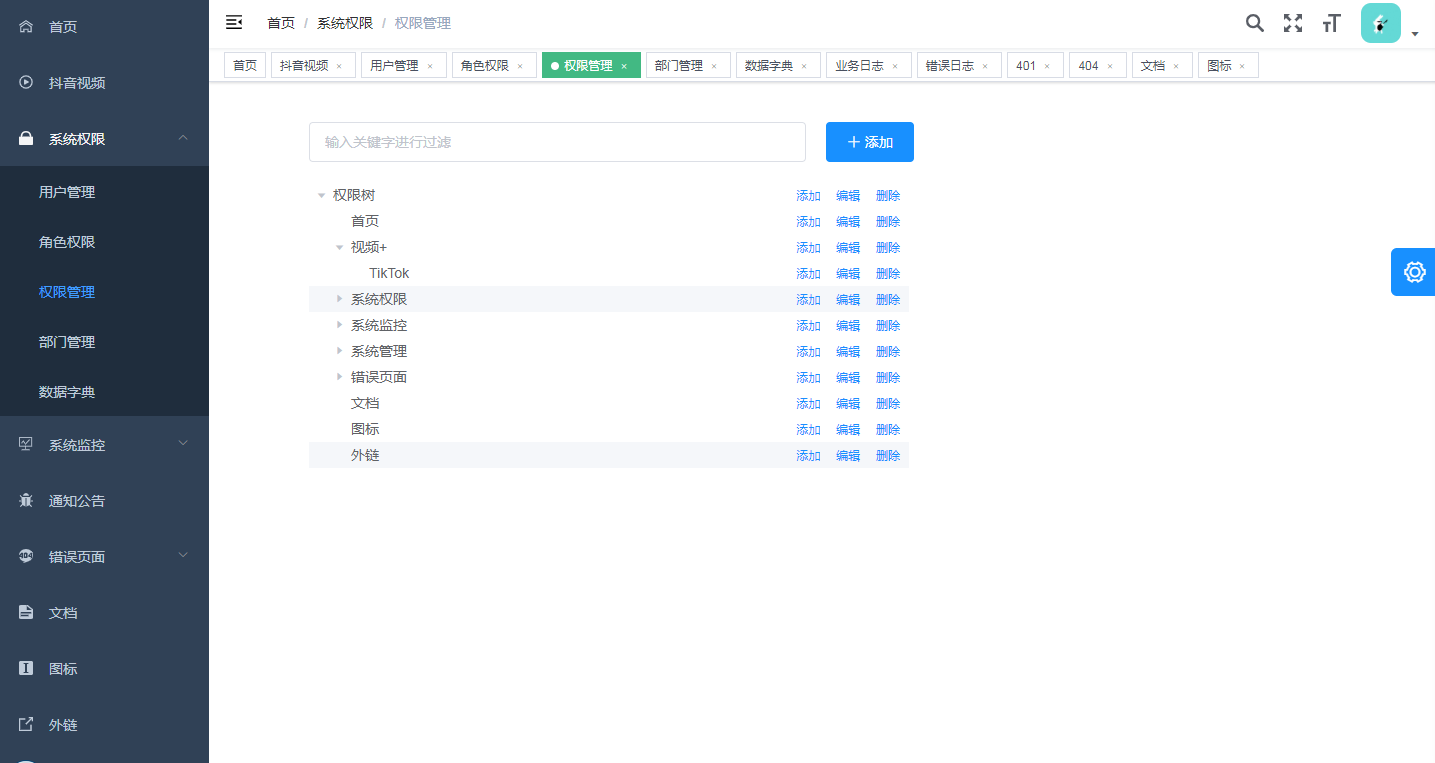 首页
抖音视频
系统权限
用户管理
角色权限
权限管理
部门管理
数据字典
系统监控
通知公告
错误页面
文档
图标
外链
首页 / 系统权限 / 权限管理
首页 抖音视频 × 用户管理 × 角色权限 × 权限管理 × 部门管理 × 数据字典 × 业务日志 × 错误日志 × 401 × 404 × 文档 × 图标 ×
输入关键字进行过滤 + 添加
权限树 添加 编辑 删除
首页 添加 编辑 删除
视频+ 添加 编辑 删除
TikTok 添加 编辑 删除
系统权限 添加 编辑 删除
系统监控 添加 编辑 删除
系统管理 添加 编辑 删除
错误页面 添加 编辑 删除
文档 添加 编辑 删除
图标 添加 编辑 删除
外链 添加 编辑 删除